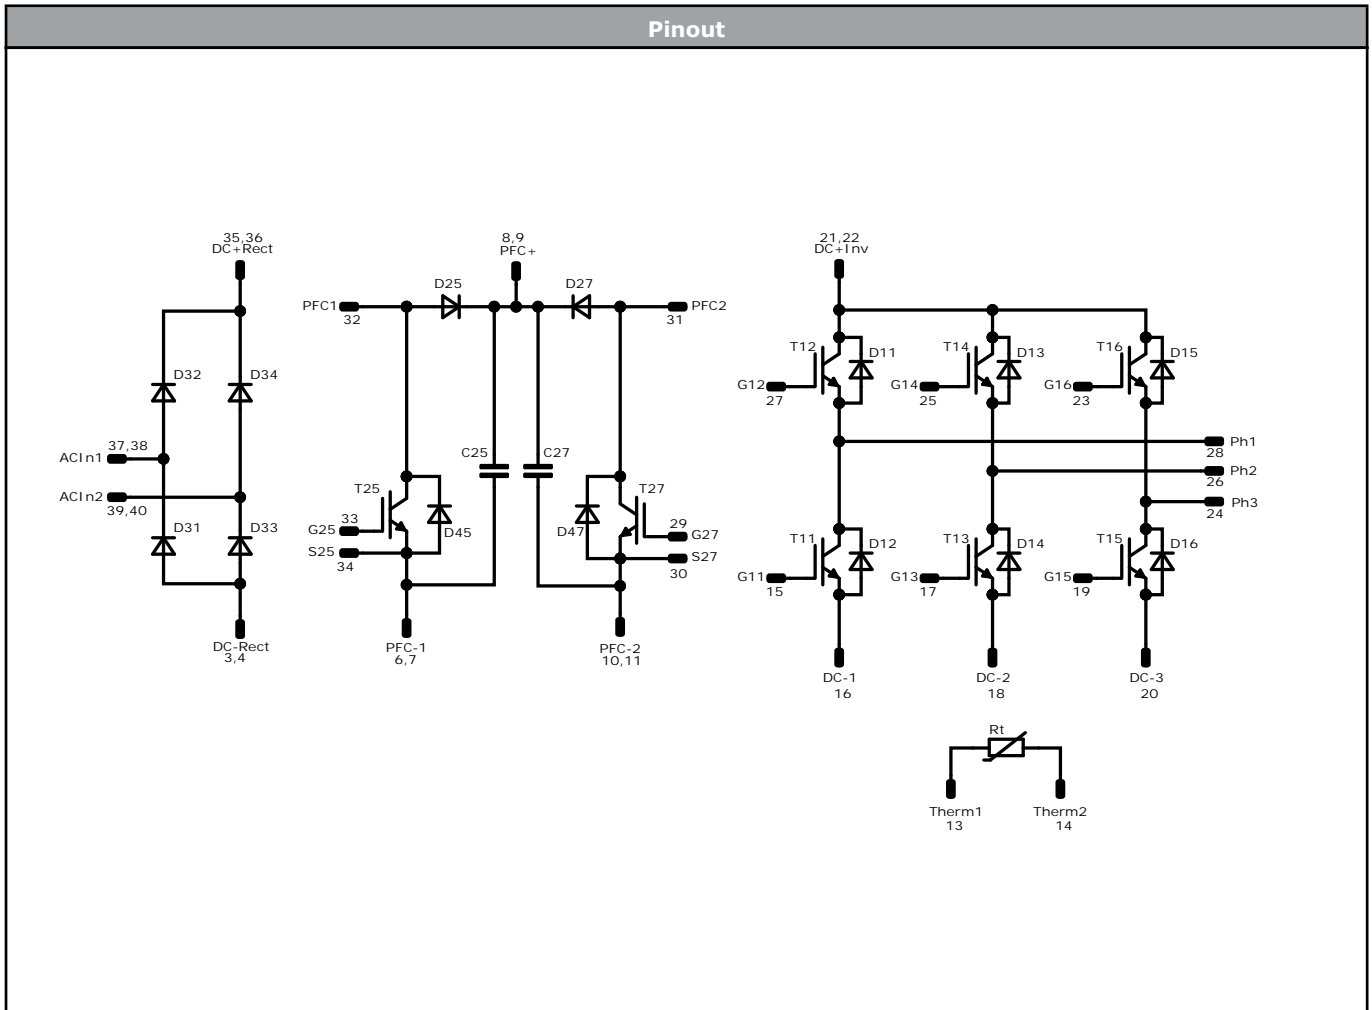 Pinout
35,36
DC+Rect
D32
D34
37,38
ACIn1
ACIn2
39,40
D31
D33
DC-Rect
3,4
8,9
PFC+
D25
D27
PFC1
32
PFC2
31
C25
C27
T25
T27
33
G25
D45
S25
34
D47
29
G27
S27
30
PFC-1
6,7
PFC-2
10,11
21,22
DC+Inv
T12
D11
T14
D13
T16
D15
G12
27
G14
25
G16
23
Ph1
28
Ph2
26
Ph3
24
T11
D12
T13
D14
T15
D16
G11
15
G13
17
G15
19
DC-1
16
DC-2
18
DC-3
20
Rt
Therm1
13
Therm2
14